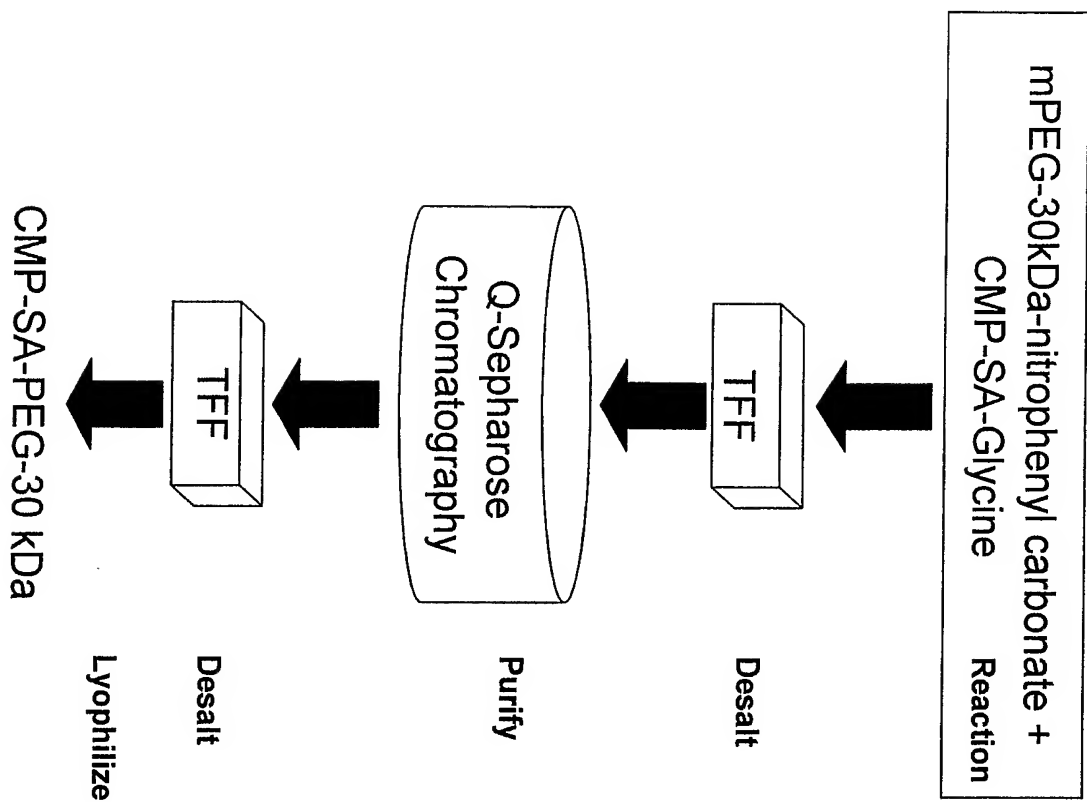 mPEG-30kDa-nitrophenyl carbonate +
CMP-SA-Glycine
Reaction
TFF
Desalt
Q-Sepharose
Chromatography
Purify
TFF
Desalt
Lyophilize
CMP-SA-PEG-30 kDa